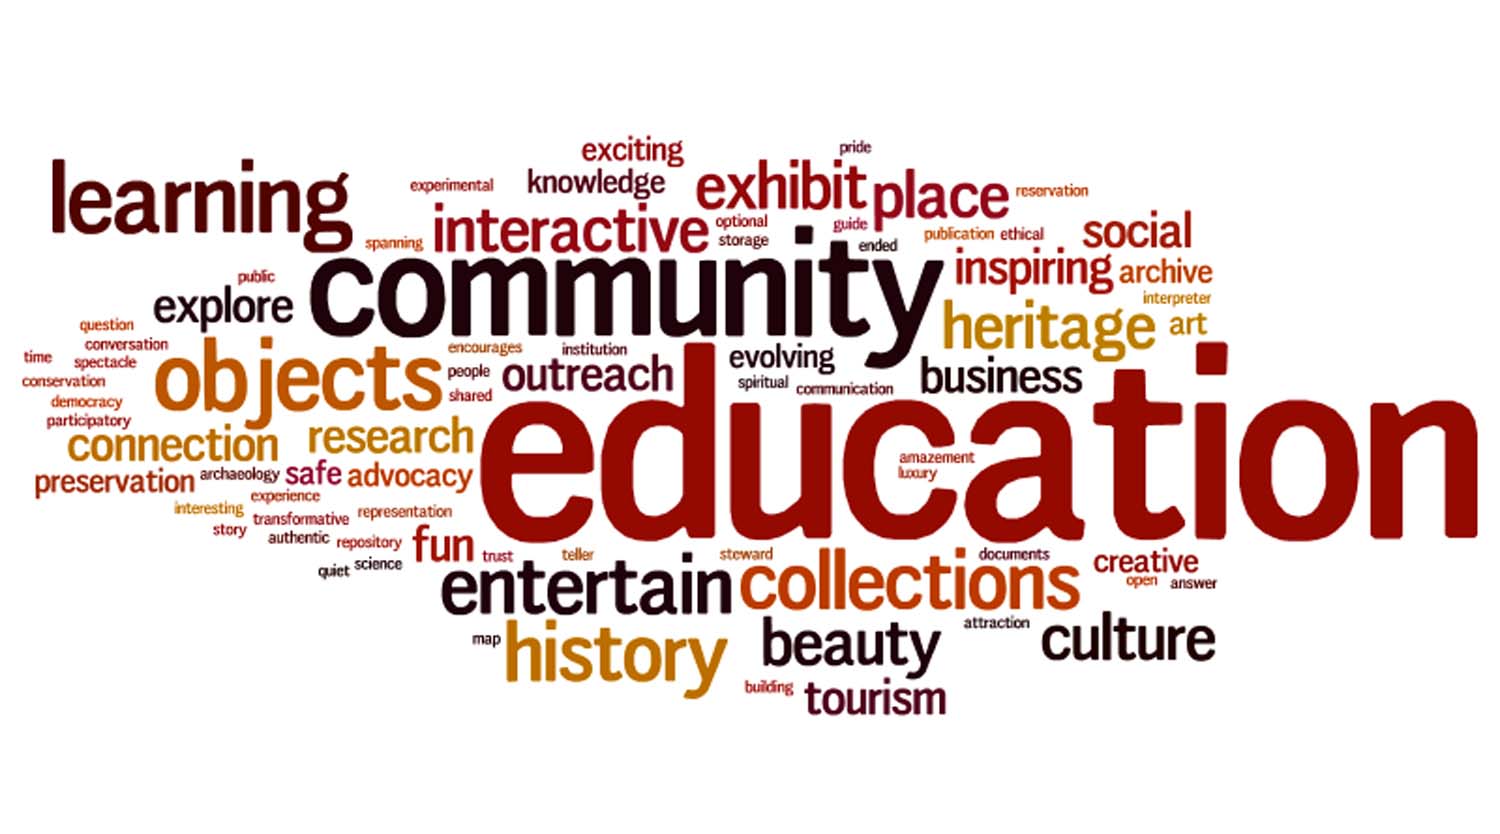 exciting
pride
learning
experimental
knowledge
exhibit
place
reservation
spanning
interactive
optional
storage
guide
ended
publication
ethical
social
public
explore
community
inspiring
archive
interpreter
heritage
art
question
conversation
time
spectacle
conservation
democracy
participatory
objects
encourages
people
shared
institution
outreach
evolving
spiritual
communication
business
connection
research
education
amazement
luxury
preservation
archaeology
safe
advocacy
experience
interesting
story
transformative
representation
authentic
repository
quiet
science
fun
trust
teller
steward
documents
creative
open
answer
entertain
collections
map
history
beauty
attraction
culture
building
tourism